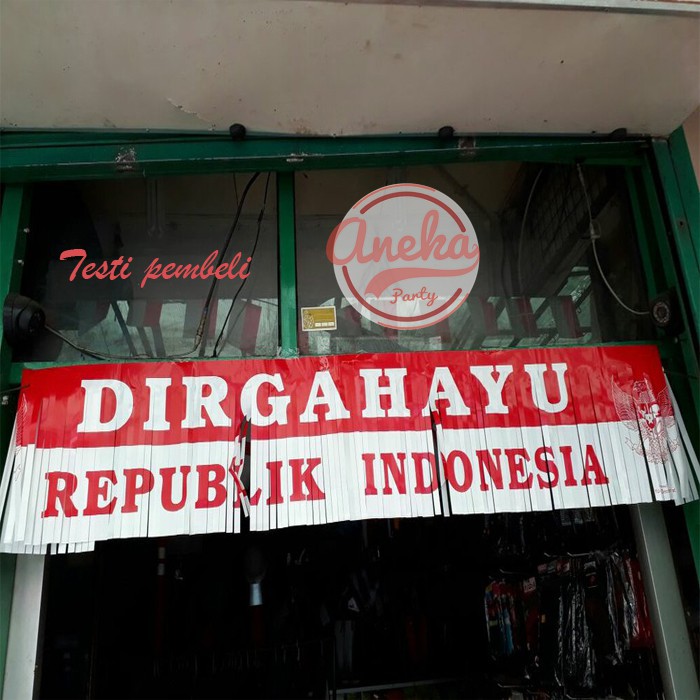 Testi pembeli
Aneka
Party
DIRGAHAYU
REPUBLIK INDONESIA